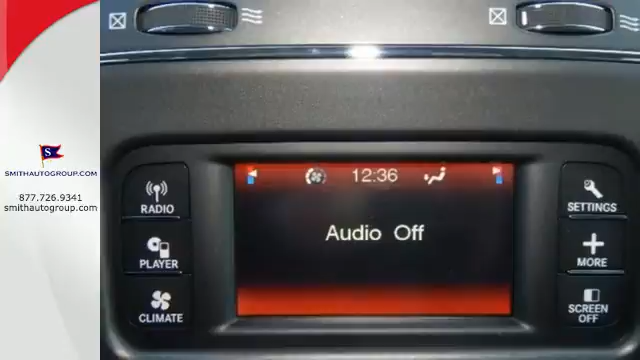 SMITHAUTOGROUP.COM
877.726.9341
smithautogroup.com
12:36
Audio Off
RADIO
PLAYER
CLIMATE
SETTINGS
MORE
SCREEN
OFF